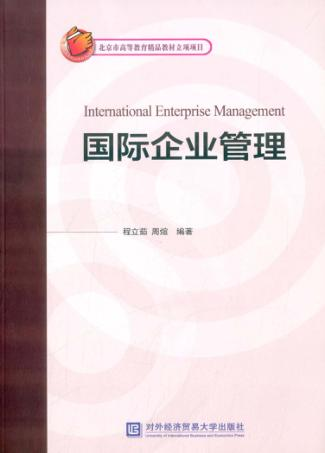 北京市高等教育精品教材立项项目
International Enterprise Management
国际企业管理
程立茹 周煊 编著
对外经济贸易大学出版社
University of International Business and Economics Press